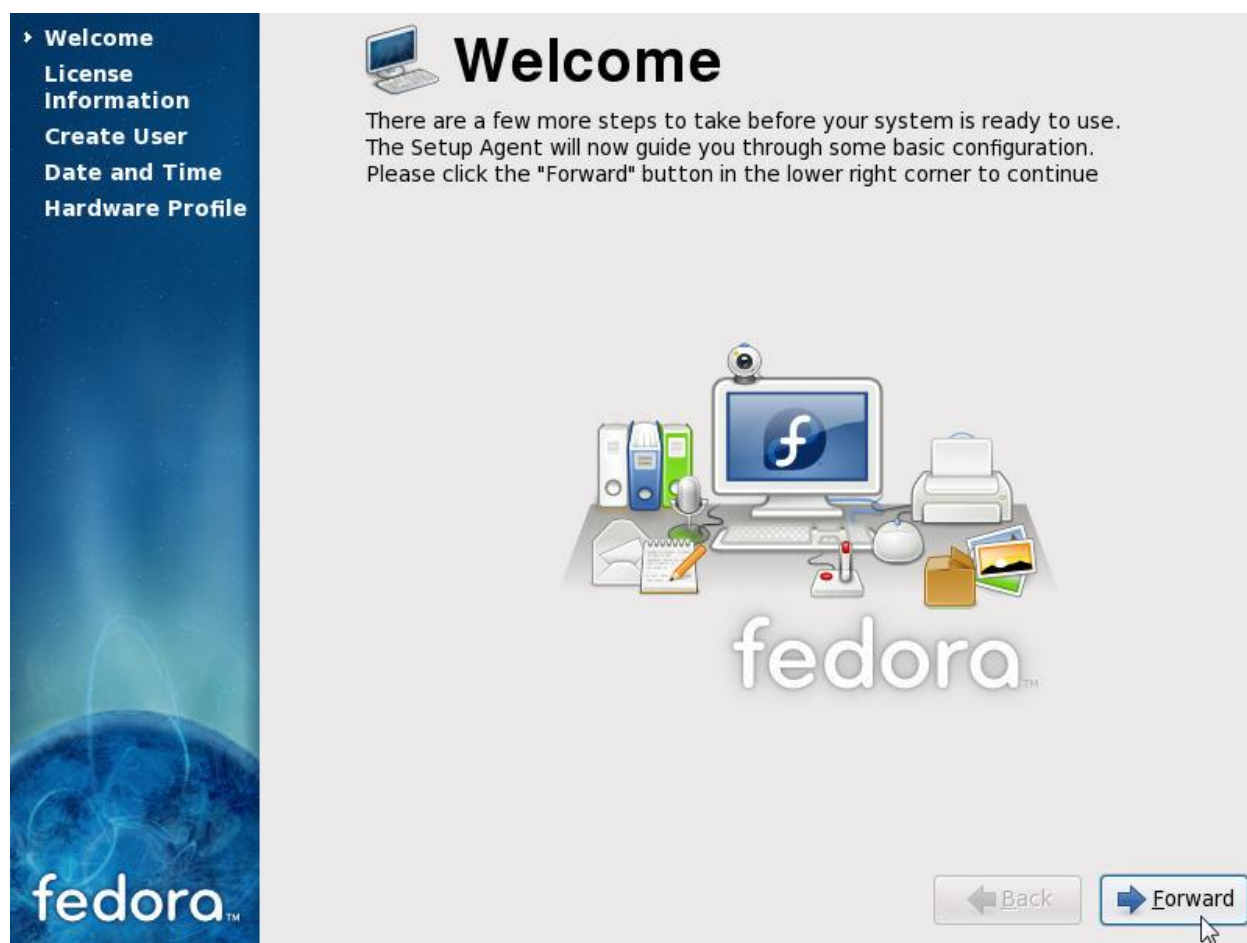 Welcome
License
Information
Create User
Date and Time
Hardware Profile
Welcome
There are a few more steps to take before your system is ready to use.
The Setup Agent will now guide you through some basic configuration.
Please click the "Forward" button in the lower right corner to continue
fedora™
fedora™
Back
Forward